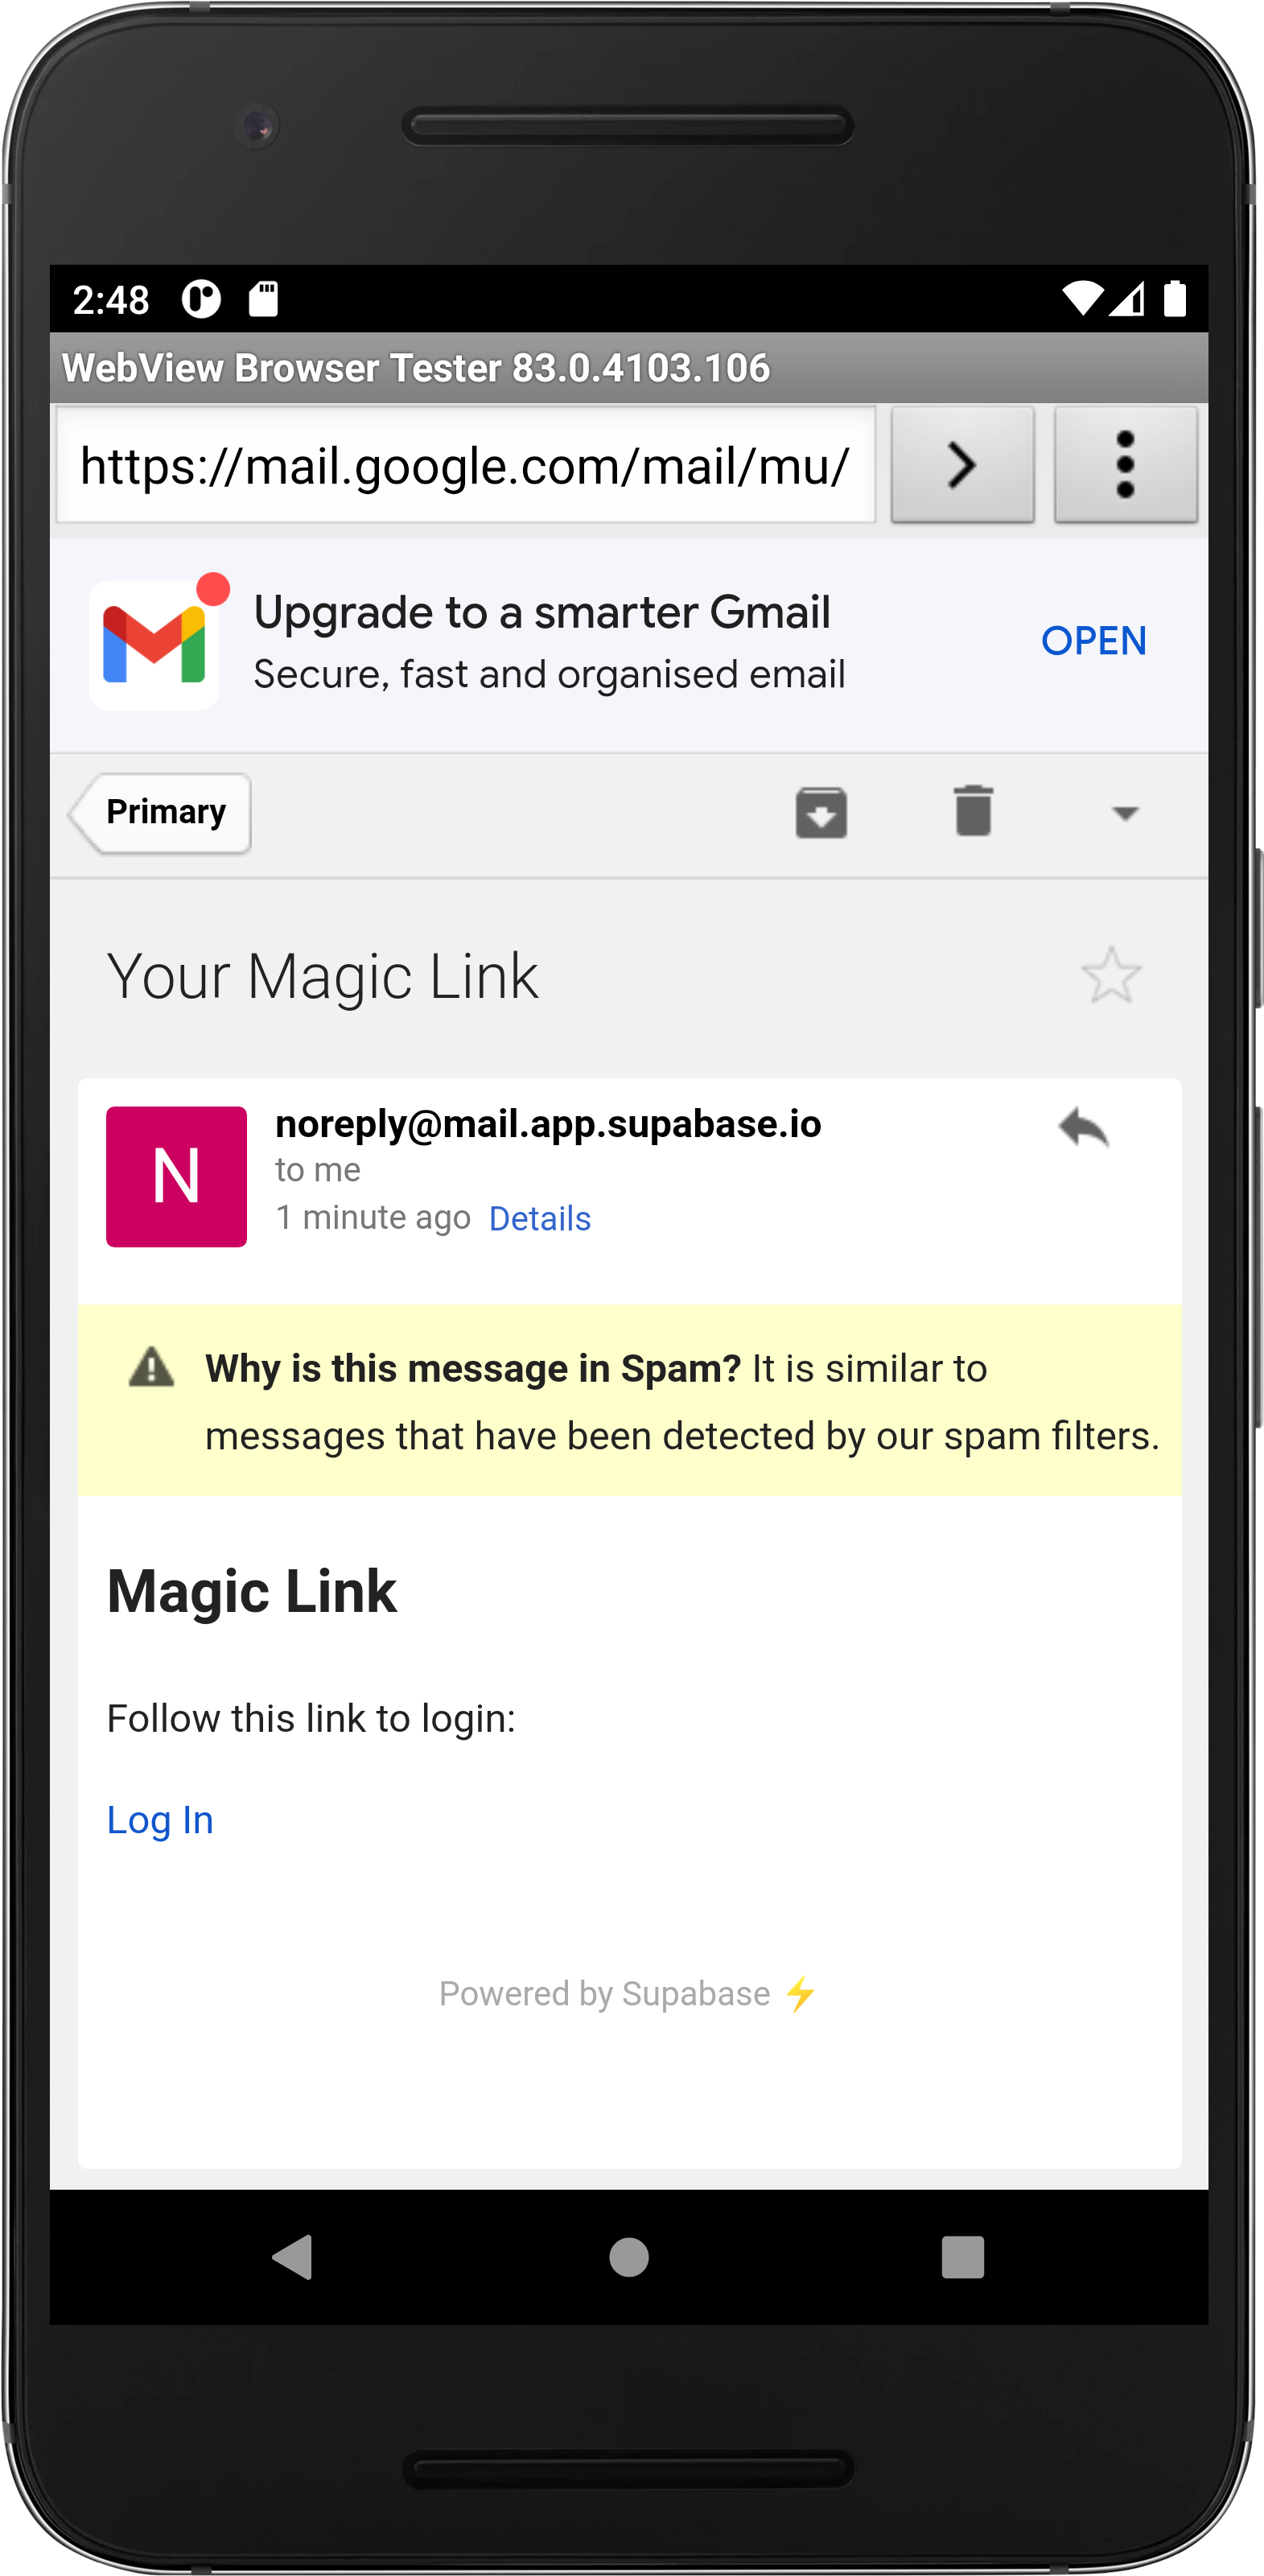 2:48
WebView Browser Tester 83.0.4103.106
https://mail.google.com/mail/mu/
Upgrade to a smarter Gmail
Secure, fast and organised email
OPEN
Primary
Your Magic Link
N
noreply@mail.app.supabase.io
to me
1 minute ago Details
Why is this message in Spam? It is similar to
messages that have been detected by our spam filters.
Magic Link
Follow this link to login:
Log In
Powered by Supabase ⚡